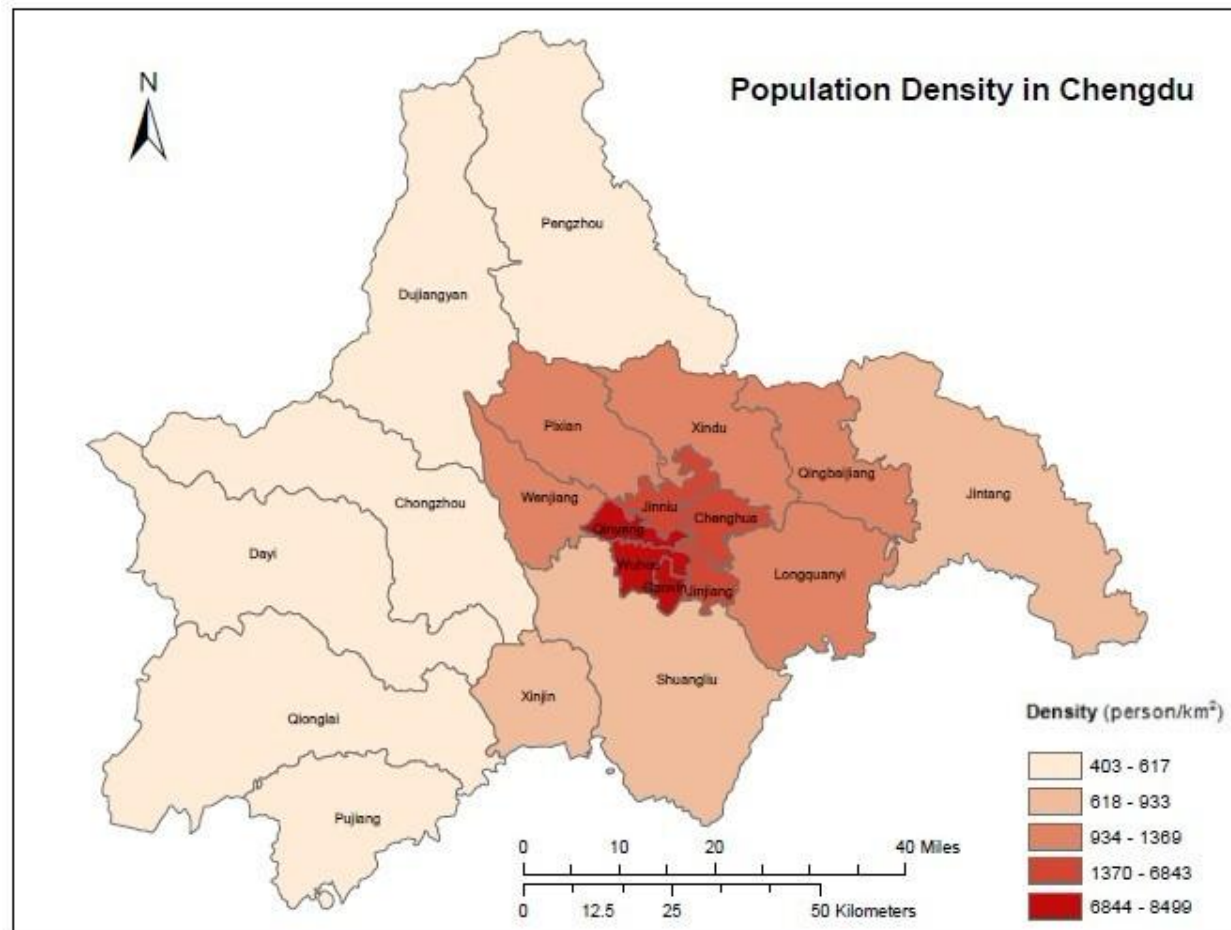 Population Density in Chengdu
N
Pengzhou
Dujiangyan
Pixian
Xindu
Qingbaijiang
Jintang
Chongzhou
Wenjiang
Jinniu
Chenghua
Qinyang
Dayi
Wuhou
Gaoxin
Jinjiang
Longquanyi
Shuangliu
Xinjin
Qionglai
Pujiang
Density (person/km²)
403 - 617
618 - 933
934 - 1369
1370 - 6843
6844 - 8499
0 10 20 40 Miles
0 12.5 25 50 Kilometers